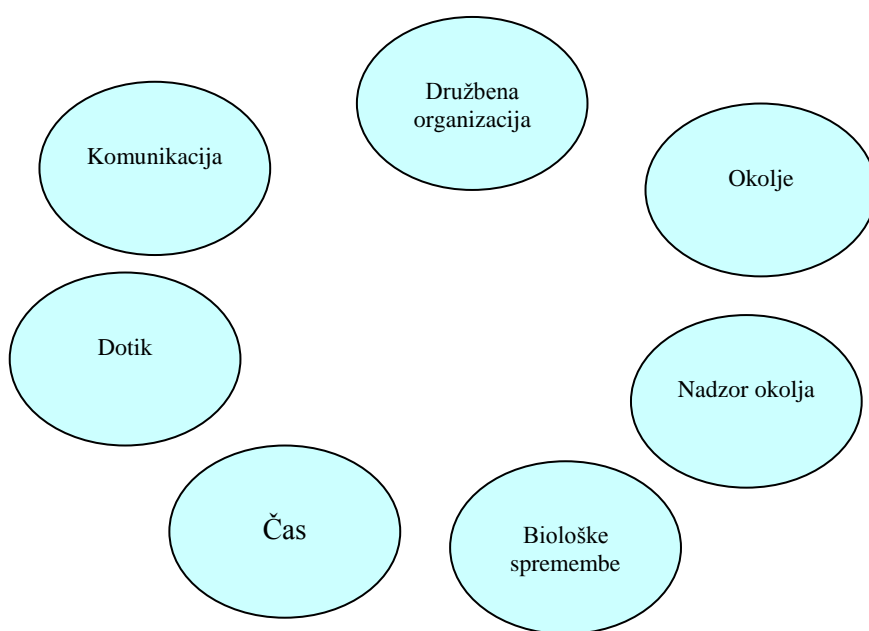 Družbena
organizacija
Komunikacija
Okolje
Dotik
Nadzor okolja
Čas
Biološke
spremembe